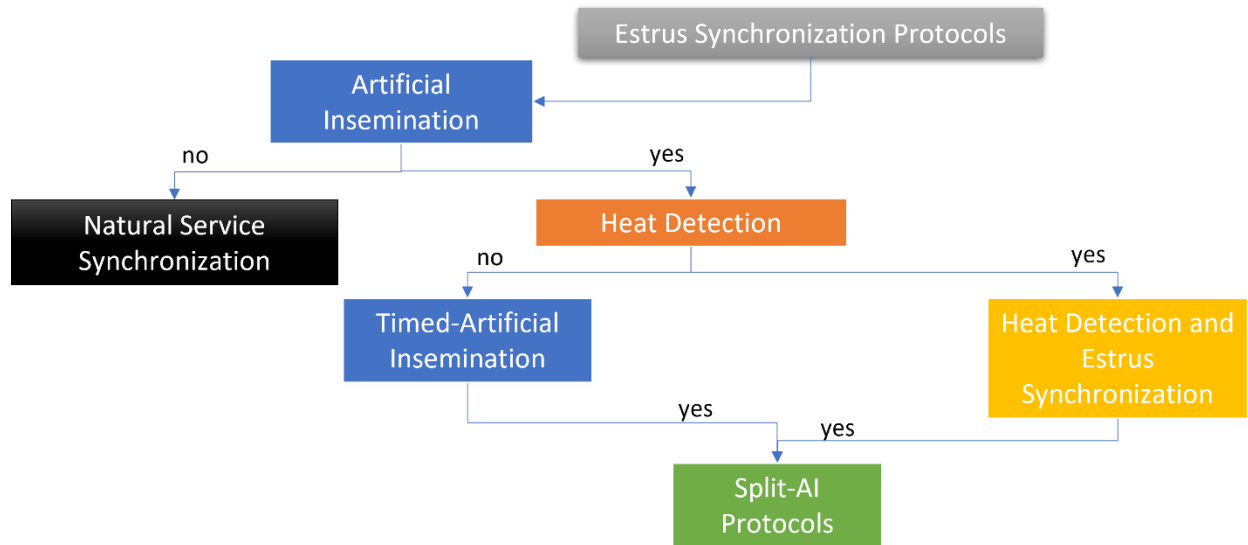 Estrus Synchronization Protocols
Artificial
Insemination
no
yes
Natural Service
Synchronization
Heat Detection
no
yes
Timed-Artificial
Insemination
Heat Detection and
Estrus
Synchronization
yes
yes
Split-AI
Protocols